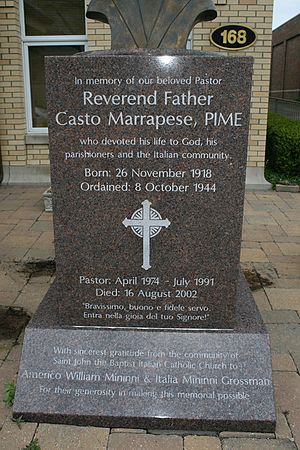 168
In memory of our beloved Pastor
Reverend Father
Casto Marrapese, PIME
who devoted his life to God, his
parishioners and the Italian community.
Born: 26 November 1918
Ordained: 8 October 1944
Pastor: April 1974 - July 1991
Died: 16 August 2002
"Bravissimo, buono e fidele servo.
Entra nella gioia del tuo Signore!"
With sincerest gratitude from the community of
Saint John the Baptist Italian Catholic Church to
Americo William Mininni & Italia Mininni Grossman
For their generosity in making this memorial possible